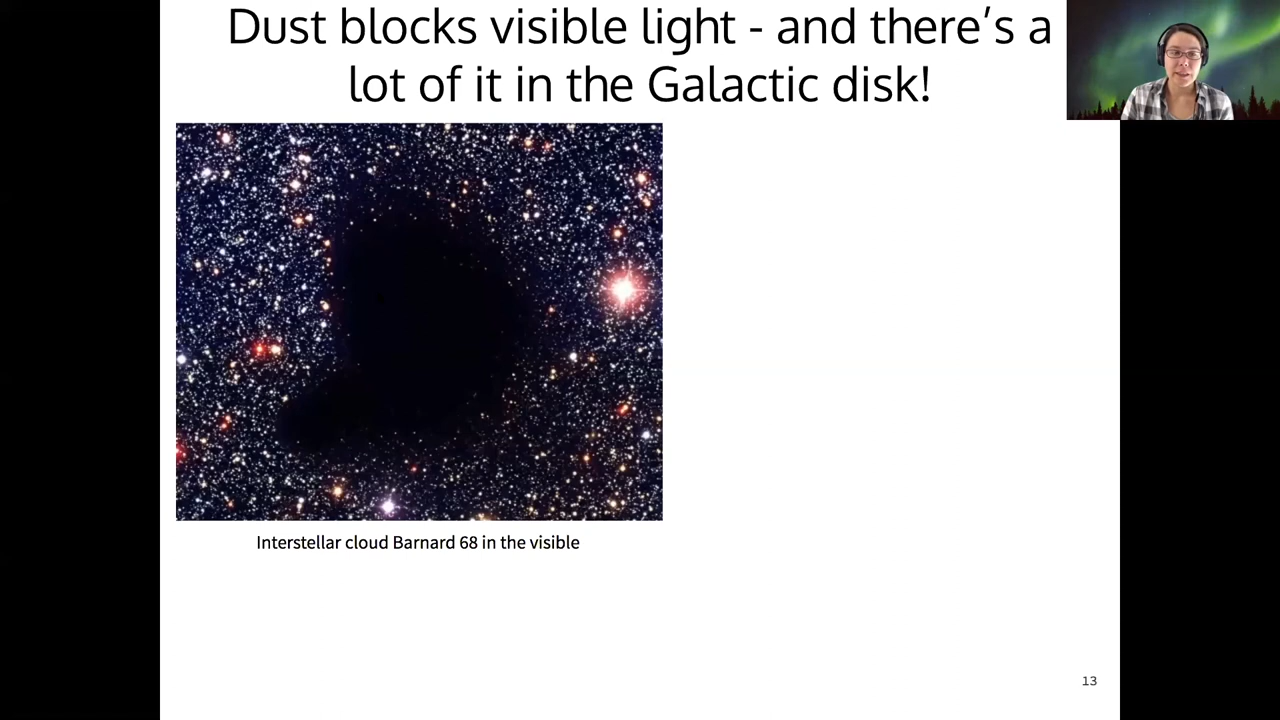 Dust blocks visible light - and there’s a
lot of it in the Galactic disk!
Interstellar cloud Barnard 68 in the visible
13